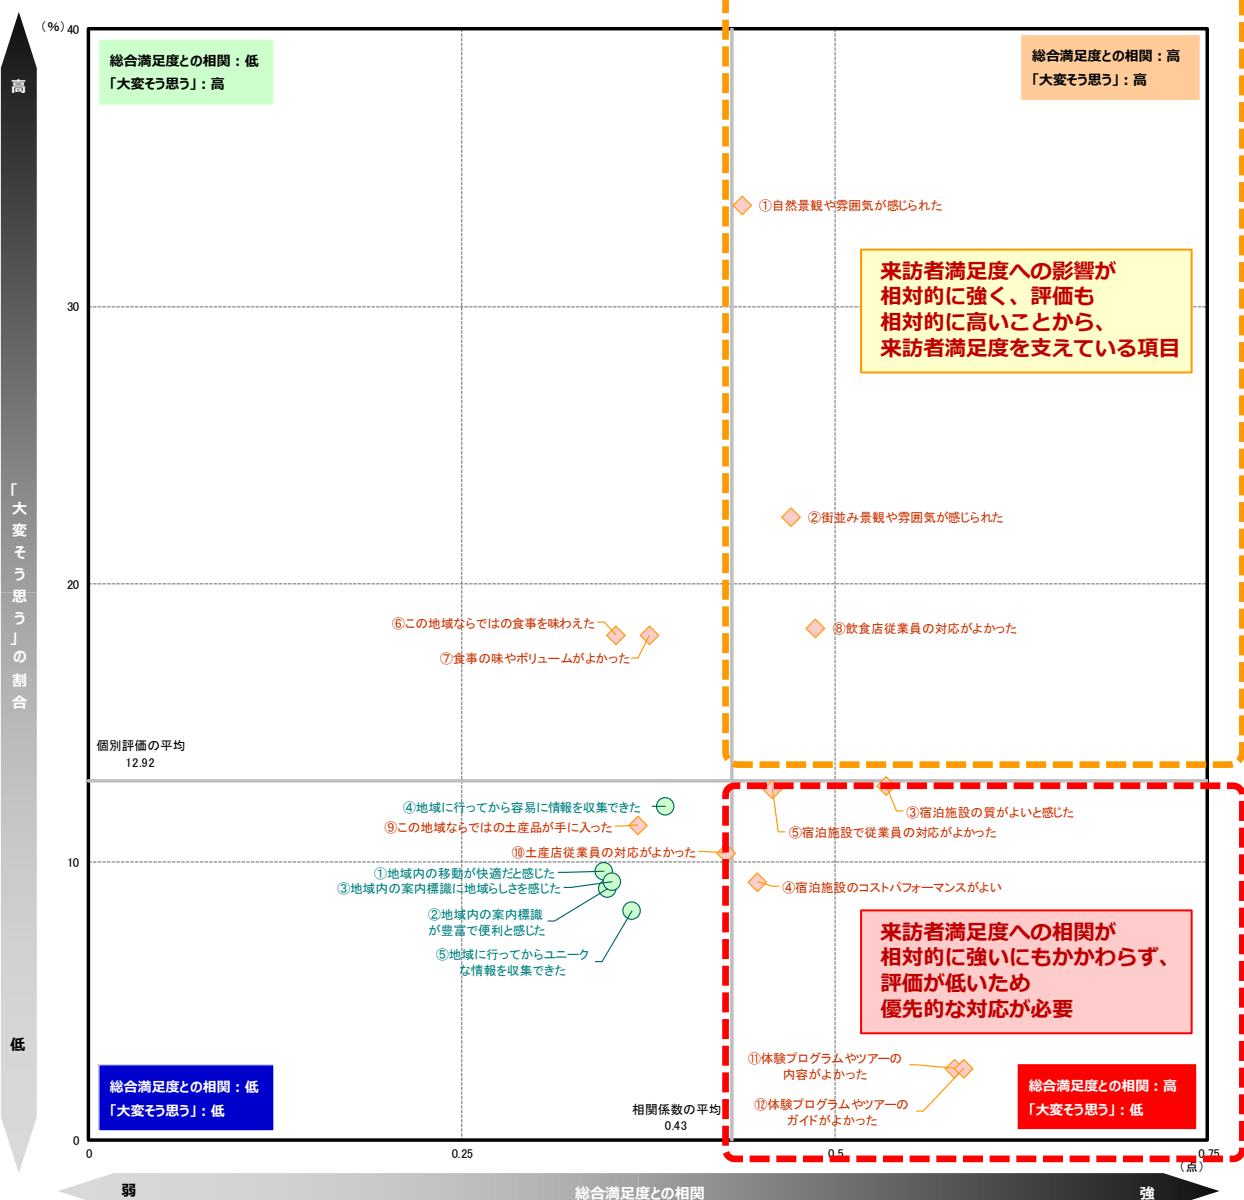 (%)
40
30
20
10
0
0
0.25
0.5
0.75
(点)
高
「大変そう思う」の割合
低
弱
総合満足度との相関
強
総合満足度との相関：低
「大変そう思う」：高
総合満足度との相関：高
「大変そう思う」：高
①自然景観や雰囲気が感じられた
来訪者満足度への影響が
相対的に強く、評価も
相対的に高いことから、
来訪者満足度を支えている項目
②街並み景観や雰囲気が感じられた
⑥この地域ならではの食事を味わえた
⑦食事の味やボリュームがよかった
⑧飲食店従業員の対応がよかった
個別評価の平均
12.92
④地域に行ってから容易に情報を収集できた
⑨この地域ならではの土産品が手に入った
⑩土産店従業員の対応がよかった
①地域内の移動が快適だと感じた
③地域内の案内標識に地域らしさを感じた
②地域内の案内標識
が豊富で便利と感じた
⑤地域に行ってからユニーク
な情報を収集できた
③宿泊施設の質がよいと感じた
⑤宿泊施設で従業員の対応がよかった
④宿泊施設のコストパフォーマンスがよい
来訪者満足度への相関が
相対的に強いにもかかわらず、
評価が低いため
優先的な対応が必要
⑪体験プログラムやツアーの
内容がよかった
⑫体験プログラムやツアーの
ガイドがよかった
総合満足度との相関：低
「大変そう思う」：低
相関係数の平均
0.43
総合満足度との相関：高
「大変そう思う」：低